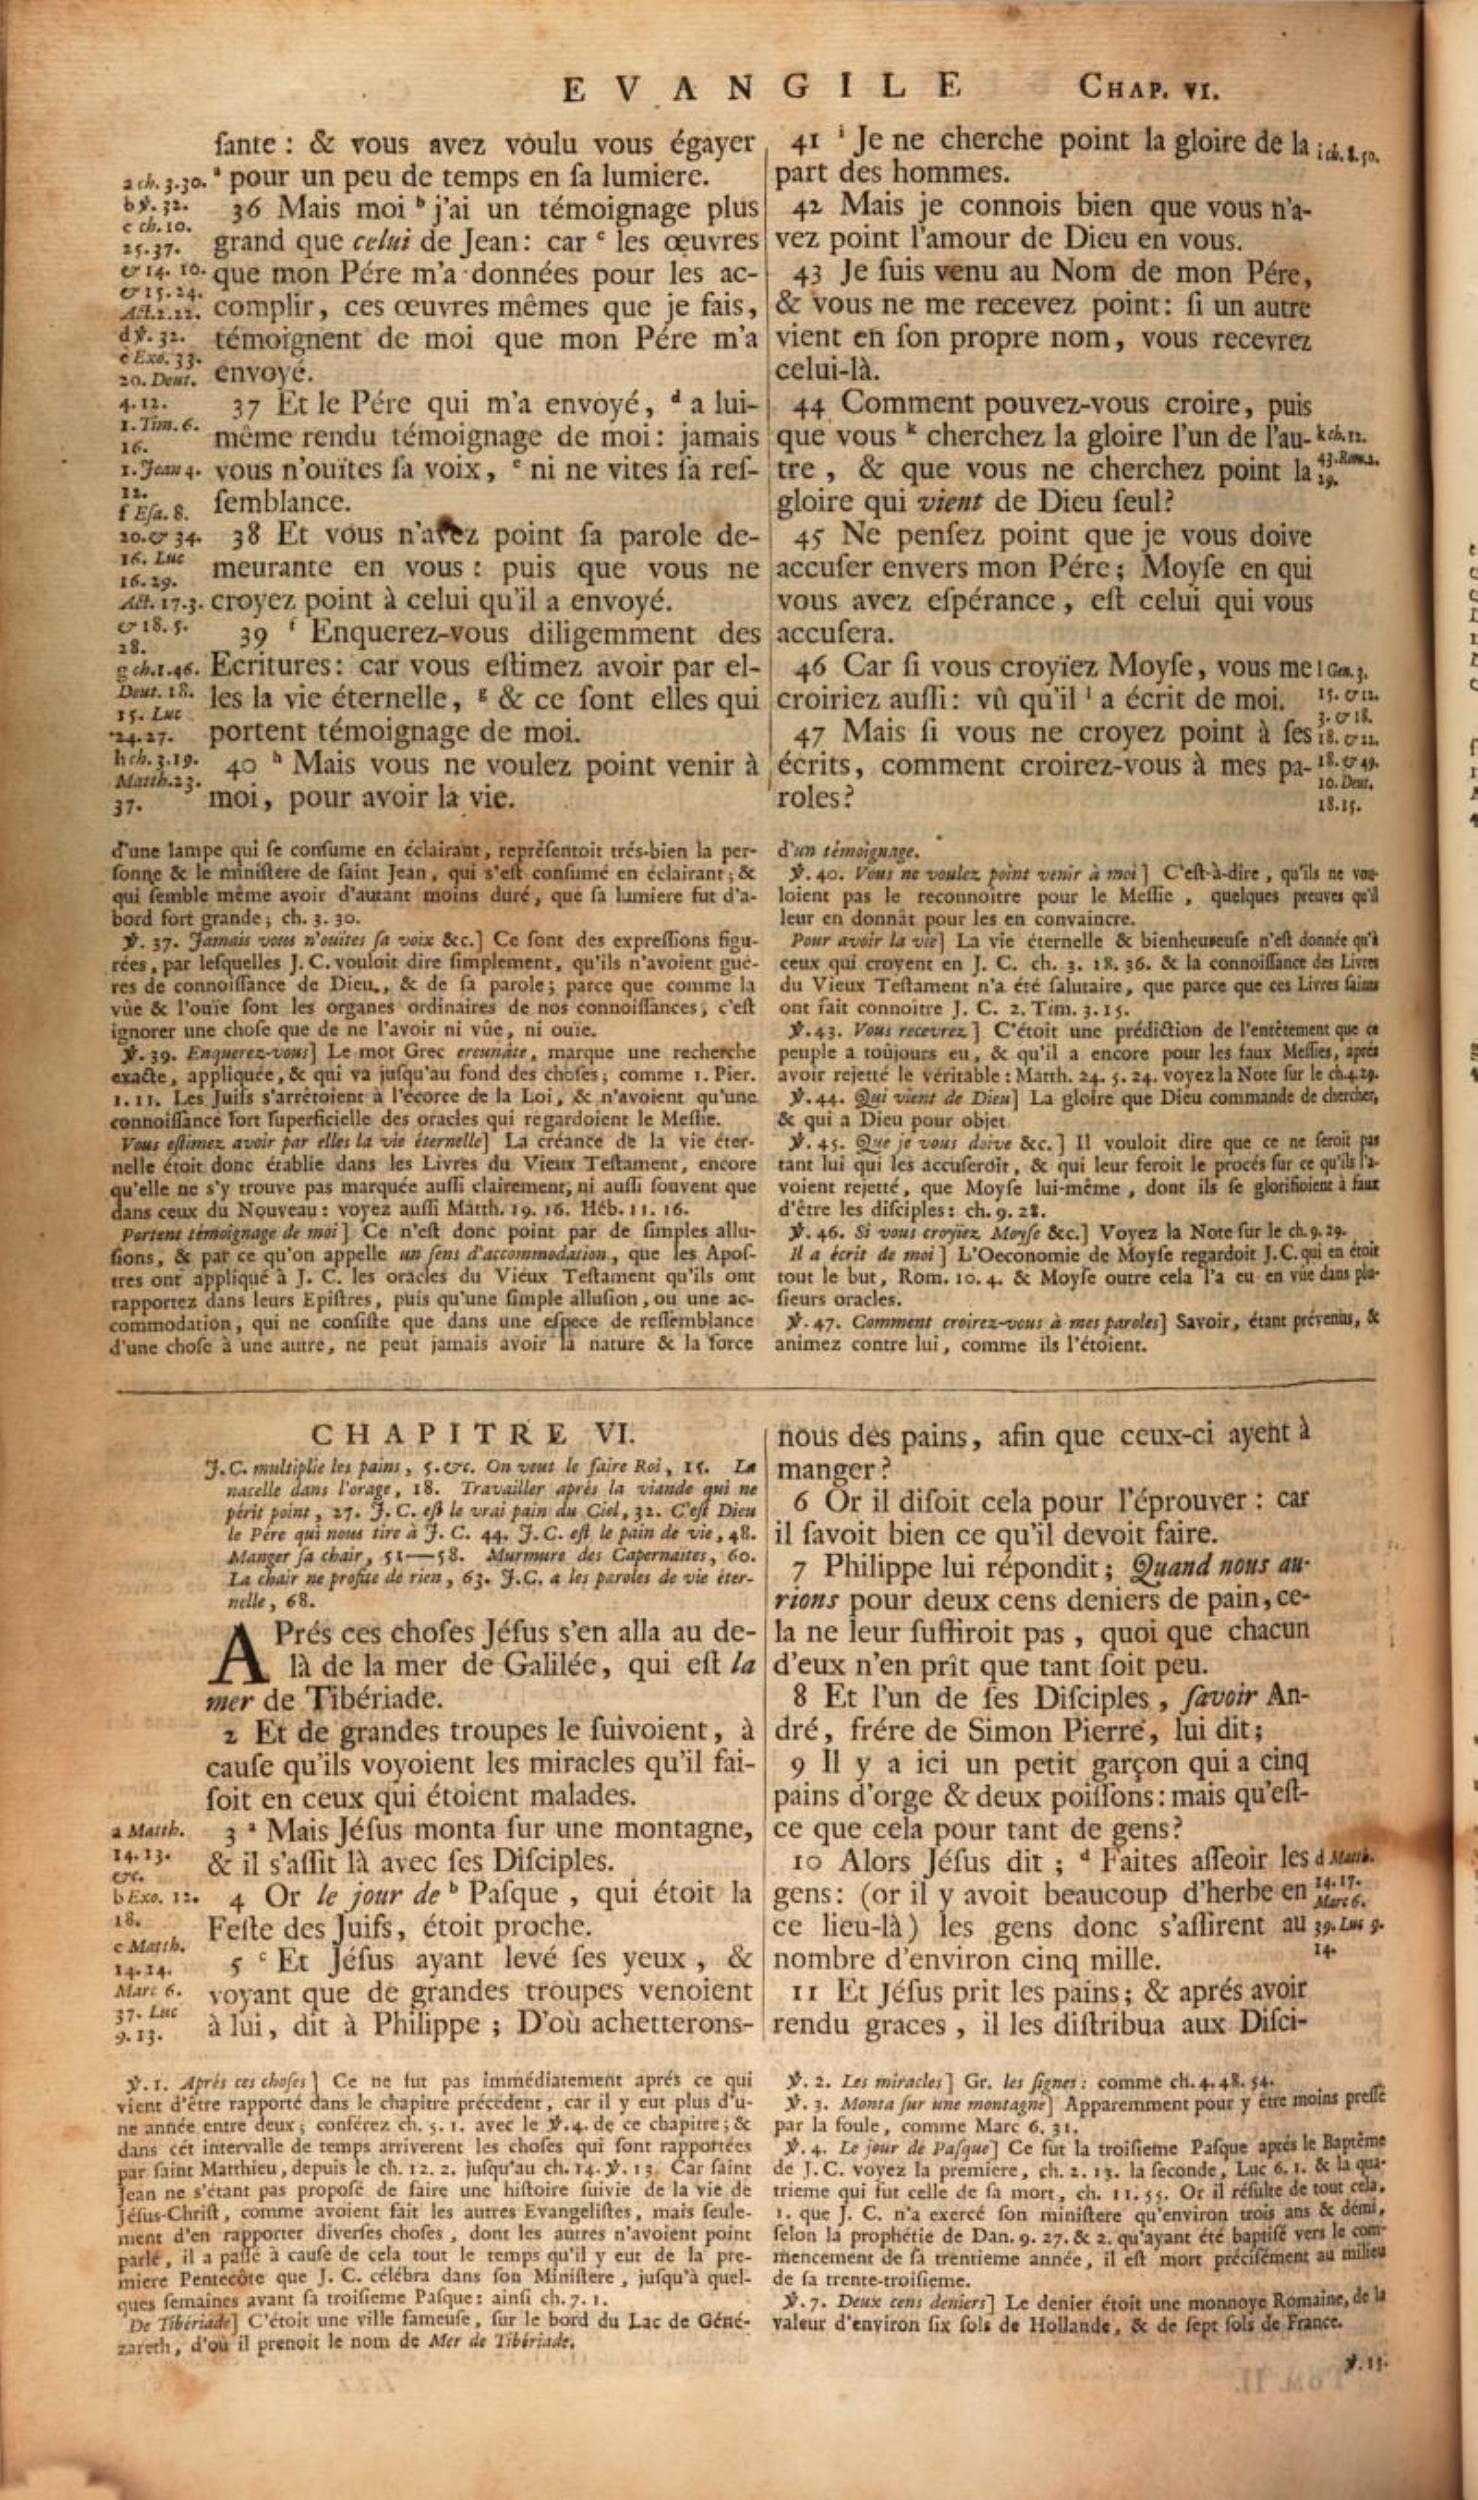 EVANGILE CHAP. VI.
ſante : & vous avez voulu vous égayer
ᵃ pour un peu de temps en ſa lumiere.
36 Mais moi ᵇ j'ai un témoignage plus
grand que celui de Jean : car ᶜ les œuvres
que mon Pére m'a données pour les ac-
complir, ces œuvres mêmes que je fais,
témoignent de moi que mon Pére m'a
envoyé.
37 Et le Pére qui m'a envoyé, ᵈ a lui-
même rendu témoignage de moi : jamais
vous n'ouïtes ſa voix, ᵉ ni ne vites ſa reſ-
ſemblance.
38 Et vous n'avez point ſa parole de-
meurante en vous : puis que vous ne
croyez point à celui qu'il a envoyé.
39 ᶠ Enquerez-vous diligemment des
Ecritures : car vous eſtimez avoir par el-
les la vie éternelle, ᵍ & ce ſont elles qui
portent témoignage de moi.
40 ʰ Mais vous ne voulez point venir à
moi, pour avoir la vie.
a ch. 3.30.
b ℣. 32.
c ch. 10.
25.37.
& 14. 10.
& 15.24.
Act.2.22.
d ℣. 32.
e Exo. 33.
20. Deut.
4.12.
1. Tim. 6.
16.
1. Jean 4.
12.
f Eſa. 8.
20. & 34.
16. Luc
16.29.
Act. 17.3.
& 18. 5.
28.
g ch.1.46.
Deut. 18.
15. Luc
24.27.
h ch. 3.19.
Matth.23.
37.
41 ⁱ Je ne cherche point la gloire de la
part des hommes.
42 Mais je connois bien que vous n'a-
vez point l'amour de Dieu en vous.
43 Je ſuis venu au Nom de mon Pére,
& vous ne me recevez point : ſi un autre
vient en ſon propre nom, vous recevrez
celui-là.
44 Comment pouvez-vous croire, puis
que vous ᵏ cherchez la gloire l'un de l'au-
tre, & que vous ne cherchez point la
gloire qui vient de Dieu ſeul ?
45 Ne penſez point que je vous doive
accuſer envers mon Pére ; Moyſe en qui
vous avez eſpérance, eſt celui qui vous
accuſera.
46 Car ſi vous croyïez Moyſe, vous me
croiriez auſſi : vû qu'il ˡ a écrit de moi.
47 Mais ſi vous ne croyez point à ſes
écrits, comment croirez-vous à mes pa-
roles ?
i ch. 8.50.
k ch. 12.
43. Rom. 2.
29.
l Gen. 3.
15. & 12.
3. & 18.
18. & 22.
18. & 49.
10. Deut.
18.15.
d'une lampe qui ſe conſume en éclairant, repréſentoit trés-bien la per-
ſonne & le miniſtere de ſaint Jean, qui s'eſt conſumé en éclairant ; &
qui ſemble même avoir d'autant moins duré, que ſa lumiere fut d'a-
bord fort grande ; ch. 3. 30.
℣. 37. Jamais vous n'ouïtes ſa voix &c.] Ce ſont des expreſſions figu-
rées, par leſquelles J. C. vouloit dire ſimplement, qu'ils n'avoient gué-
res de connoiſſance de Dieu, & de ſa parole ; parce que comme la
vûe & l'ouïe ſont les organes ordinaires de nos connoiſſances, c'eſt
ignorer une choſe que de ne l'avoir ni vûe, ni ouïe.
℣. 39. Enquerez-vous] Le mot Grec ereunâte, marque une recherche
exacte, appliquée, & qui va juſqu'au fond des choſes ; comme 1. Pier.
1. 11. Les Juifs s'arrêtoient à l'écorce de la Loi, & n'avoient qu'une
connoiſſance fort ſuperficielle des oracles qui regardoient le Meſſie.
Vous eſtimez avoir par elles la vie éternelle] La créance de la vie éter-
nelle étoit donc établie dans les Livres du Vieux Teſtament, encore
qu'elle ne s'y trouve pas marquée auſſi clairement, ni auſſi ſouvent que
dans ceux du Nouveau : voyez auſſi Matth. 19. 16. Héb. 11. 16.
Portent témoignage de moi] Ce n'eſt donc point par de ſimples allu-
ſions, & par ce qu'on appelle un ſens d'accommodation, que les Apoſ-
tres ont appliqué à J. C. les oracles du Vieux Teſtament qu'ils ont
rapportez dans leurs Epiſtres, puis qu'une ſimple alluſion, ou une ac-
commodation, qui ne conſiſte que dans une eſpece de reſſemblance
d'une choſe à une autre, ne peut jamais avoir la nature & la force
d'un témoignage.
℣. 40. Vous ne voulez point venir à moi] C'eſt-à-dire, qu'ils ne vou-
loient pas le reconnoitre pour le Meſſie, quelques preuves qu'il
leur en donnât pour les en convaincre.
Pour avoir la vie] La vie éternelle & bienheureuſe n'eſt donnée qu'à
ceux qui croyent en J. C. ch. 3. 18. 36. & la connoiſſance des Livres
du Vieux Teſtament n'a été ſalutaire, que parce que ces Livres ſaints
ont fait connoitre J. C. 2. Tim. 3. 15.
℣. 43. Vous recevrez] C'étoit une prédiction de l'entêtement que ce
peuple a toûjours eu, & qu'il a encore pour les faux Meſſies, aprés
avoir rejetté le véritable : Matth. 24. 5. 24. voyez la Note ſur le ch.4.29.
℣. 44. Qui vient de Dieu] La gloire que Dieu commande de chercher,
& qui a Dieu pour objet.
℣. 45. Que je vous doive &c.] Il vouloit dire que ce ne ſeroit pas
tant lui qui les accuſeroit, & qui leur feroit le procés ſur ce qu'ils l'a-
voient rejetté, que Moyſe lui-même, dont ils ſe glorifioient à faux
d'être les diſciples : ch. 9. 28.
℣. 46. Si vous croyïez Moyſe &c.] Voyez la Note ſur le ch. 9. 29.
Il a écrit de moi] L'Oeconomie de Moyſe regardoit J.C. qui en étoit
tout le but, Rom. 10. 4. & Moyſe outre cela l'a eu en vûe dans plu-
ſieurs oracles.
℣. 47. Comment croirez-vous à mes paroles] Savoir, étant prévenus, &
animez contre lui, comme ils l'étoient.
CHAPITRE VI.
J.C. multiplie les pains, 5. &c. On veut le faire Roi, 15. La
nacelle dans l'orage, 18. Travailler aprés la viande qui ne
périt point, 27. J. C. eſt le vrai pain du Ciel, 32. C'eſt Dieu
le Pére qui nous tire à J. C. 44. J. C. eſt le pain de vie, 48.
Manger ſa chair, 51—58. Murmure des Capernaites, 60.
La chair ne profite de rien, 63. J.C. a les paroles de vie éter-
nelle, 68.
APrés ces choſes Jéſus s'en alla au de-
là de la mer de Galilée, qui eſt la
mer de Tibériade.
2 Et de grandes troupes le ſuivoient, à
cauſe qu'ils voyoient les miracles qu'il fai-
ſoit en ceux qui étoient malades.
3 ᵃ Mais Jéſus monta ſur une montagne,
& il s'aſſit là avec ſes Diſciples.
4 Or le jour de ᵇ Paſque, qui étoit la
Feſte des Juifs, étoit proche.
5 ᶜ Et Jéſus ayant levé ſes yeux, &
voyant que de grandes troupes venoient
à lui, dit à Philippe ; D'où achetterons-
a Matth.
14.13.
&c.
b Exo. 12.
18.
c Matth.
14.14.
Marc 6.
37. Luc
9.13.
nous des pains, afin que ceux-ci ayent à
manger ?
6 Or il diſoit cela pour l'éprouver : car
il ſavoit bien ce qu'il devoit faire.
7 Philippe lui répondit ; Quand nous au-
rions pour deux cens deniers de pain, ce-
la ne leur ſuffiroit pas, quoi que chacun
d'eux n'en prît que tant ſoit peu.
8 Et l'un de ſes Diſciples, ſavoir An-
dré, frére de Simon Pierre, lui dit ;
9 Il y a ici un petit garçon qui a cinq
pains d'orge & deux poiſſons : mais qu'eſt-
ce que cela pour tant de gens ?
10 Alors Jéſus dit ; ᵈ Faites aſſeoir les
gens : (or il y avoit beaucoup d'herbe en
ce lieu-là) les gens donc s'aſſirent au
nombre d'environ cinq mille.
11 Et Jéſus prit les pains ; & aprés avoir
rendu graces, il les diſtribua aux Diſci-
d Matth.
14.17.
Marc 6.
39. Luc 9.
14.
℣. 1. Aprés ces choſes] Ce ne fut pas immédiatement aprés ce qui
vient d'être rapporté dans le chapitre précédent, car il y eut plus d'u-
ne année entre deux ; conférez ch. 5. 1. avec le ℣. 4. de ce chapitre ; &
dans cét intervalle de temps arriverent les choſes qui ſont rapportées
par ſaint Matthieu, depuis le ch. 12. 2. juſqu'au ch. 14. ℣. 13. Car ſaint
Jean ne s'étant pas propoſé de faire une hiſtoire ſuivie de la vie de
Jéſus-Chriſt, comme avoient fait les autres Evangeliſtes, mais ſeule-
ment d'en rapporter diverſes choſes, dont les autres n'avoient point
parlé, il a paſſé à cauſe de cela tout le temps qu'il y eut de la pre-
miere Pentecôte que J. C. célébra dans ſon Miniſtere, juſqu'à quel-
ques ſemaines avant ſa troiſieme Paſque : ainſi ch. 7. 1.
De Tibériade] C'étoit une ville fameuſe, ſur le bord du Lac de Géné-
zareth, d'où il prenoit le nom de Mer de Tibériade.
℣. 2. Les miracles] Gr. les ſignes : comme ch. 4. 48. 54.
℣. 3. Monta ſur une montagne] Apparemment pour y être moins preſſé
par la foule, comme Marc 6. 31.
℣. 4. Le jour de Paſque] Ce fut la troiſieme Paſque aprés le Baptême
de J. C. voyez la premiere, ch. 2. 13. la ſeconde, Luc 6. 1. & la qua-
trieme qui fut celle de ſa mort, ch. 11. 55. Or il réſulte de tout cela,
1. que J. C. n'a exercé ſon miniſtere qu'environ trois ans & demi,
ſelon la prophétie de Dan. 9. 27. & 2. qu'ayant été baptiſé vers le com-
mencement de ſa trentieme année, il eſt mort préciſément au milieu
de ſa trente-troiſieme.
℣. 7. Deux cens deniers] Le denier étoit une monnoye Romaine, de la
valeur d'environ ſix ſols de Hollande, & de ſept ſols de France.
℣. 13.